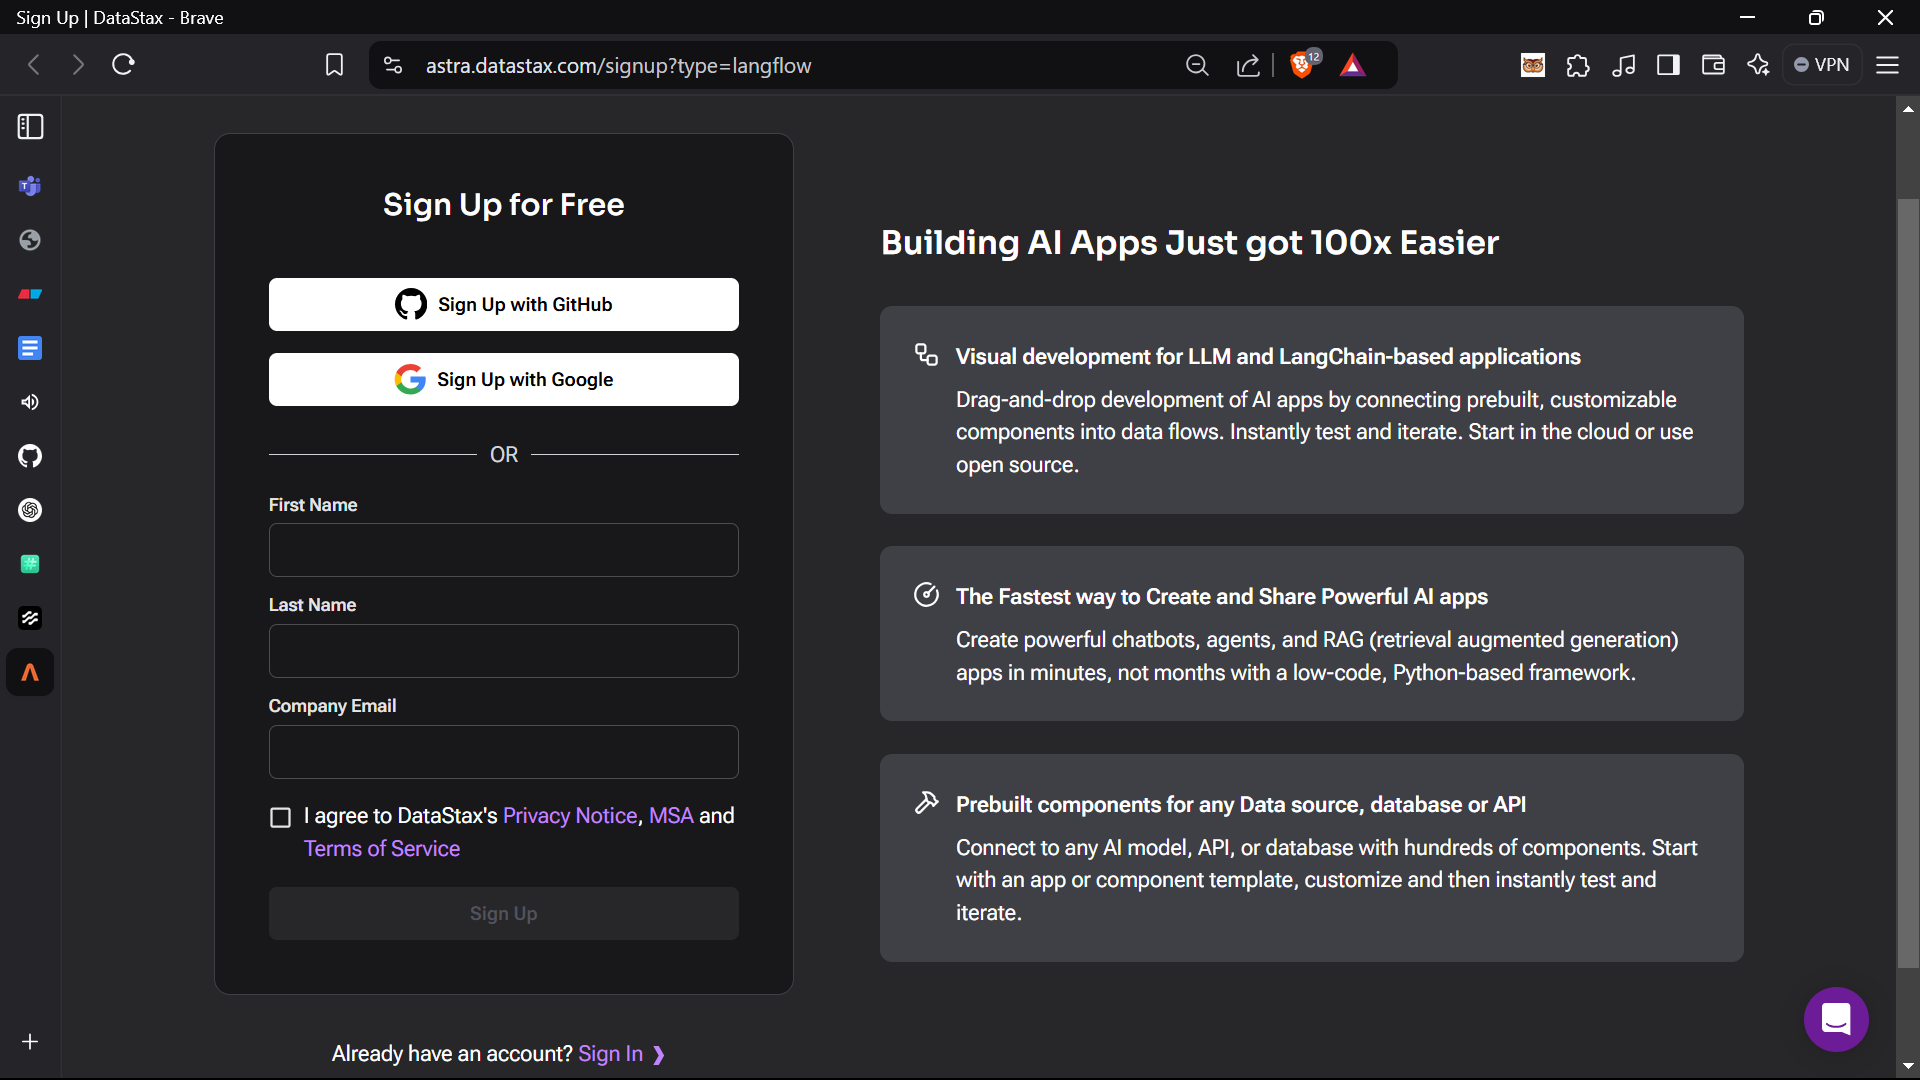 Sign Up | DataStax - Brave
astra.datastax.com/signup?type=langflow
12
VPN
Sign Up for Free
Sign Up with GitHub
Sign Up with Google
OR
First Name
Last Name
Company Email
I agree to DataStax's Privacy Notice, MSA and
Terms of Service
Sign Up
Already have an account? Sign In ❯
Building AI Apps Just got 100x Easier
Visual development for LLM and LangChain-based applications
Drag-and-drop development of AI apps by connecting prebuilt, customizable
components into data flows. Instantly test and iterate. Start in the cloud or use
open source.
The Fastest way to Create and Share Powerful AI apps
Create powerful chatbots, agents, and RAG (retrieval augmented generation)
apps in minutes, not months with a low-code, Python-based framework.
Prebuilt components for any Data source, database or API
Connect to any AI model, API, or database with hundreds of components. Start
with an app or component template, customize and then instantly test and
iterate.